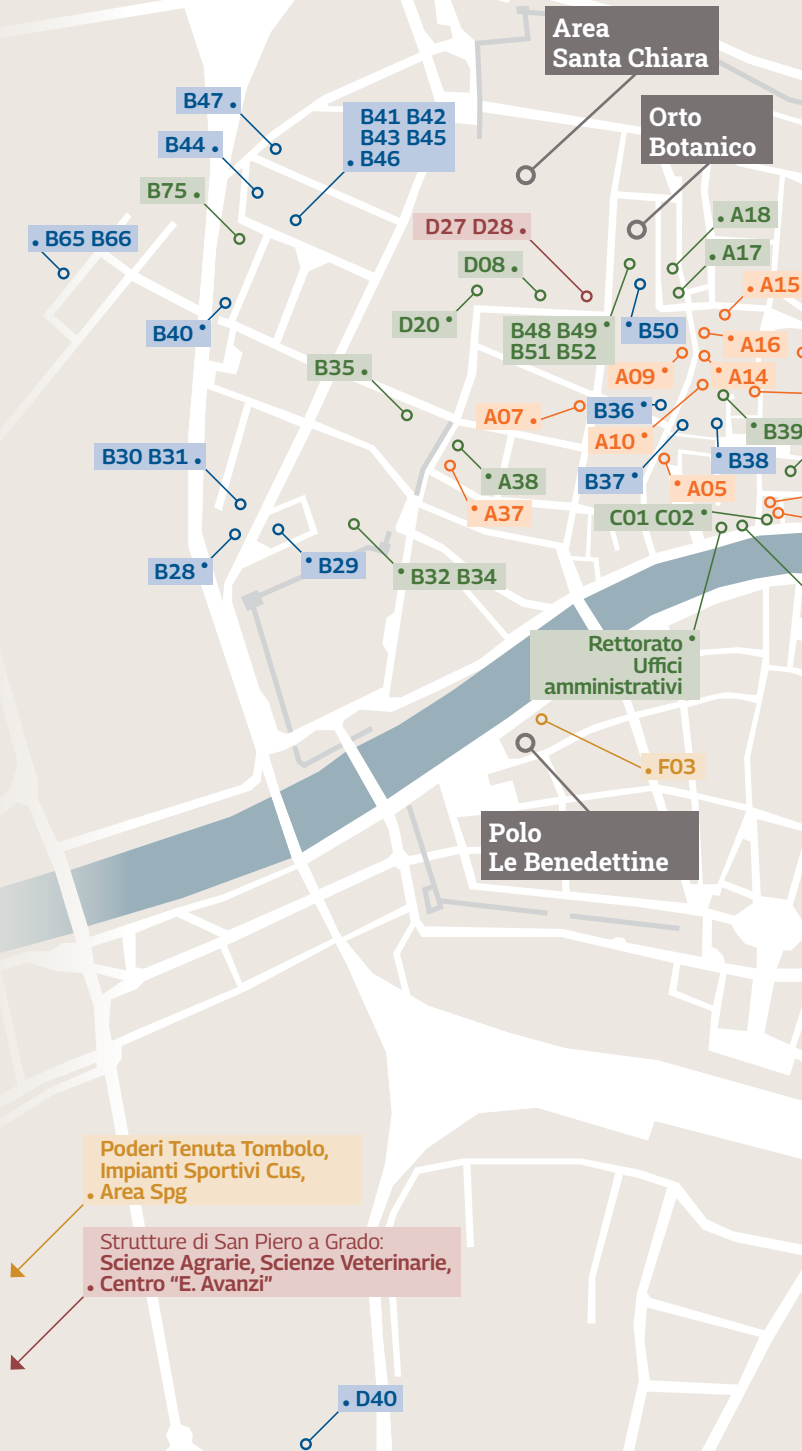 Area
Santa Chiara
B47
B41 B42
B43 B45
B46
Orto
Botanico
B44
B75
A18
D27 D28
B65 B66
A17
D08
A15
D20
B48 B49
B51 B52
B50
B40
A16
B35
A09
A14
A07
B36
B39
A10
B30 B31
B38
A38
B37
A05
A37
C01 C02
B29
B28
B32 B34
Rettorato
Uffici
amministrativi
F03
Polo
Le Benedettine
Poderi Tenuta Tombolo,
Impianti Sportivi Cus,
Area Spg
Strutture di San Piero a Grado:
Scienze Agrarie, Scienze Veterinarie,
Centro “E. Avanzi”
D40